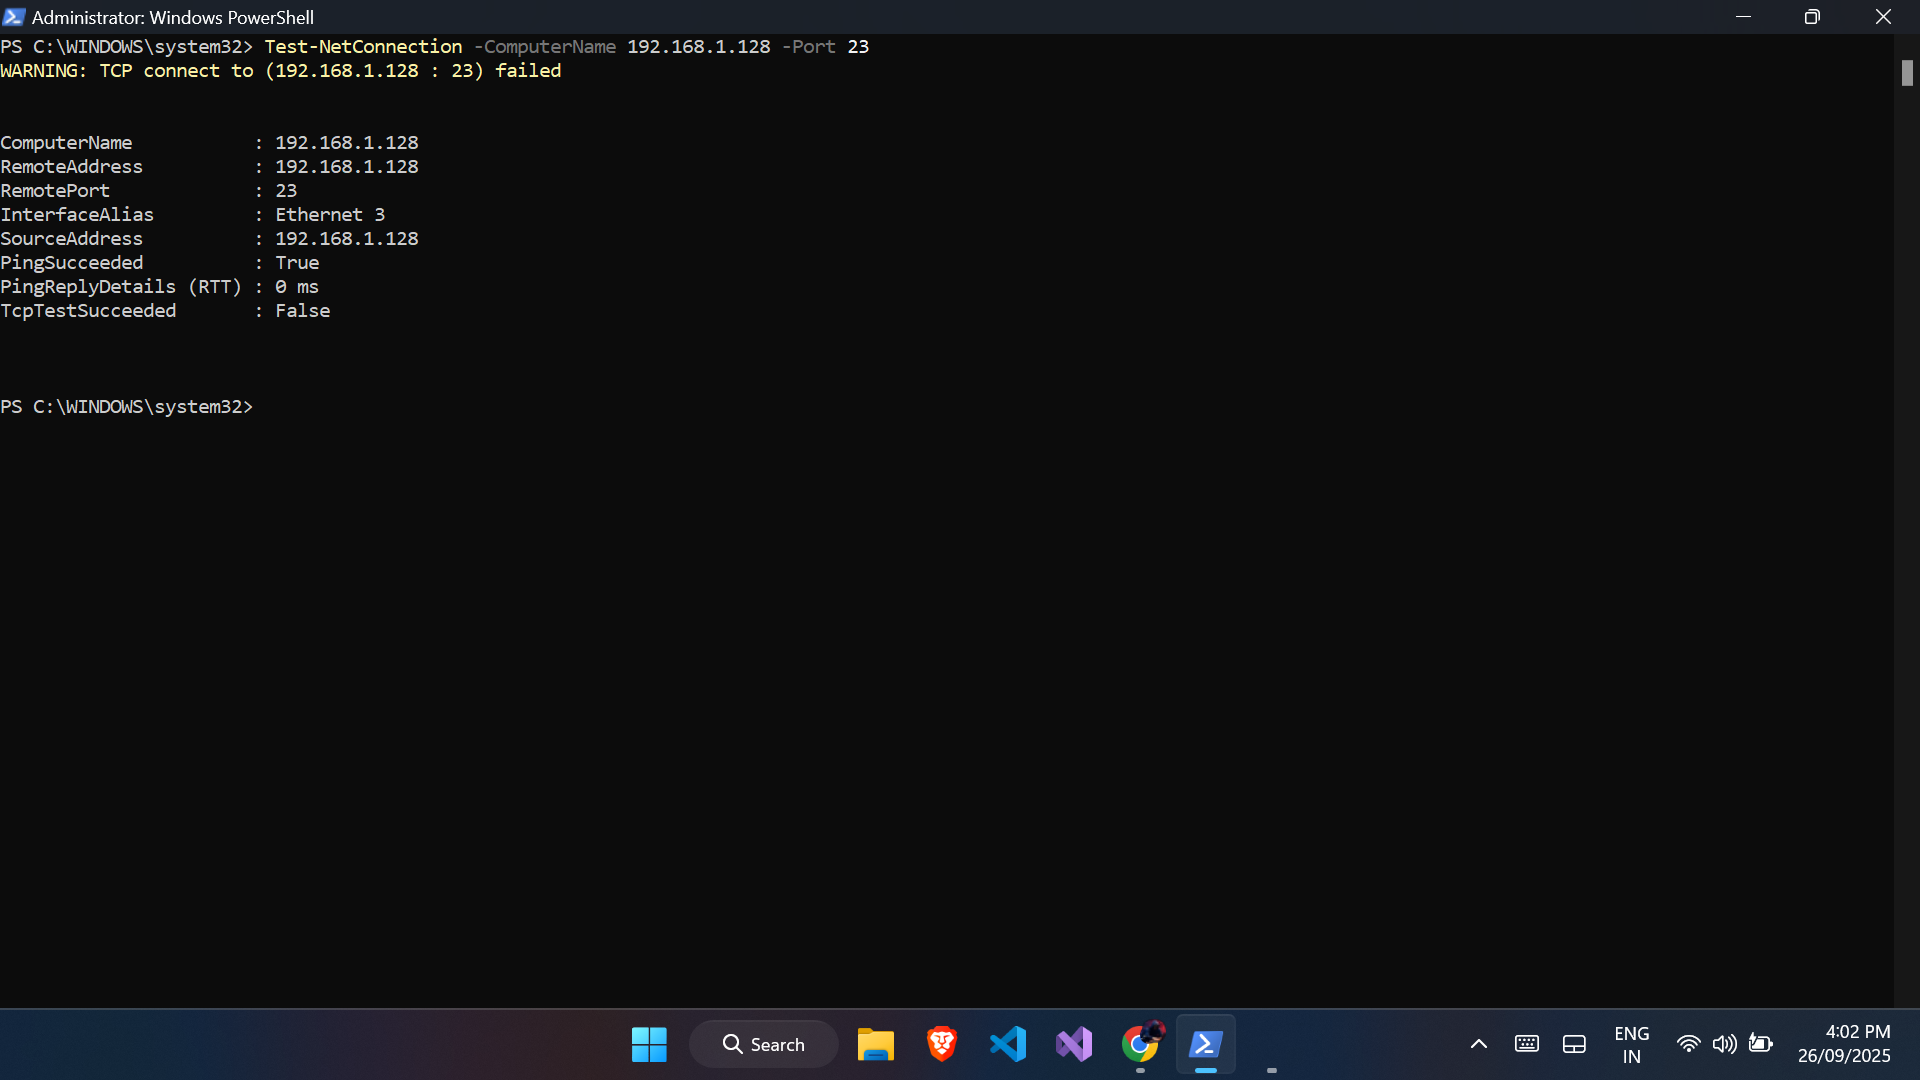 Administrator: Windows PowerShell
PS C:\WINDOWS\system32> Test-NetConnection -ComputerName 192.168.1.128 -Port 23
WARNING: TCP connect to (192.168.1.128 : 23) failed
ComputerName : 192.168.1.128
RemoteAddress : 192.168.1.128
RemotePort : 23
InterfaceAlias : Ethernet 3
SourceAddress : 192.168.1.128
PingSucceeded : True
PingReplyDetails (RTT) : 0 ms
TcpTestSucceeded : False
PS C:\WINDOWS\system32>
Search
ENG
IN
4:02 PM
26/09/2025